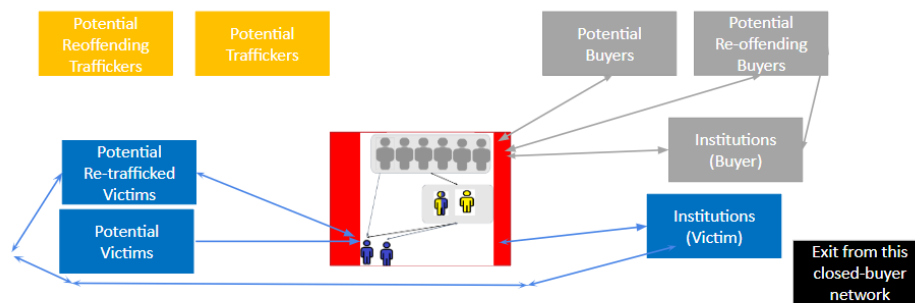 Potential
Reoffending
Traffickers
Potential
Traffickers
Potential
Buyers
Potential
Re-offending
Buyers
Potential
Re-trafficked
Victims
Institutions
(Buyer)
Potential
Victims
Institutions
(Victim)
Exit from this
closed-buyer
network